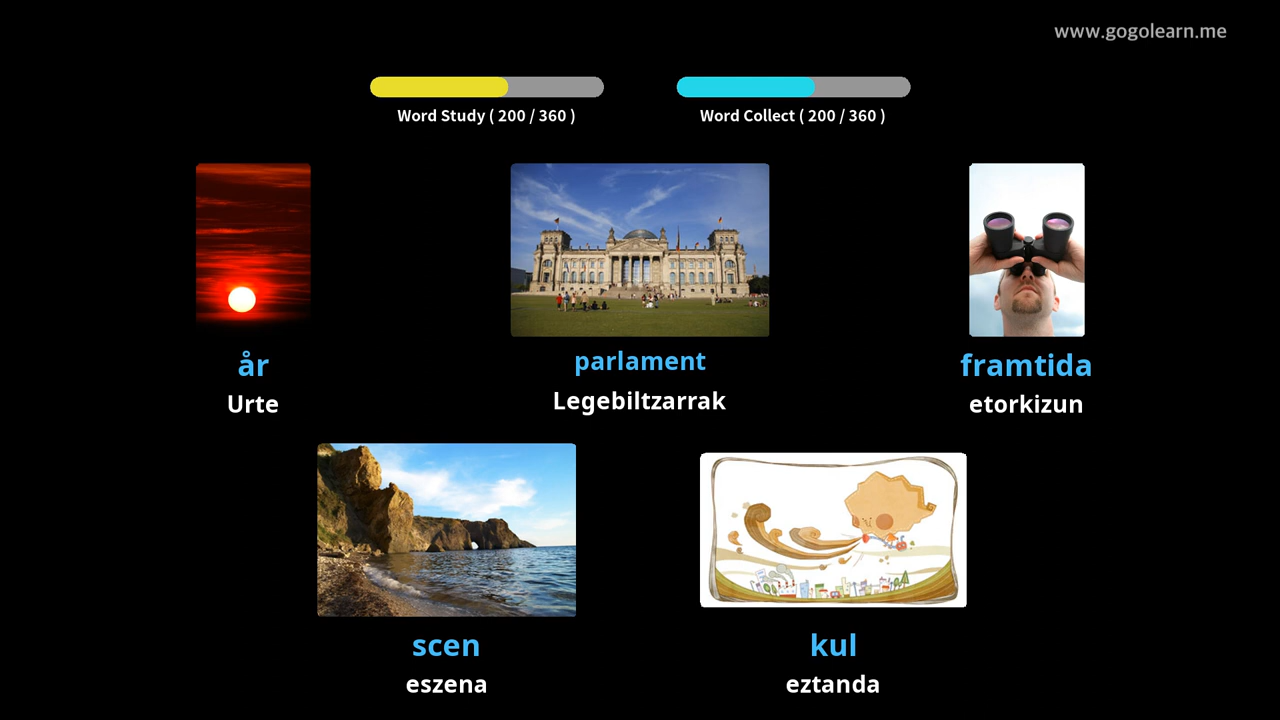 www.gogolearn.me
Word Study ( 200 / 360 )
Word Collect ( 200 / 360 )
år
Urte
parlament
Legebiltzarrak
framtida
etorkizun
scen
eszena
kul
eztanda